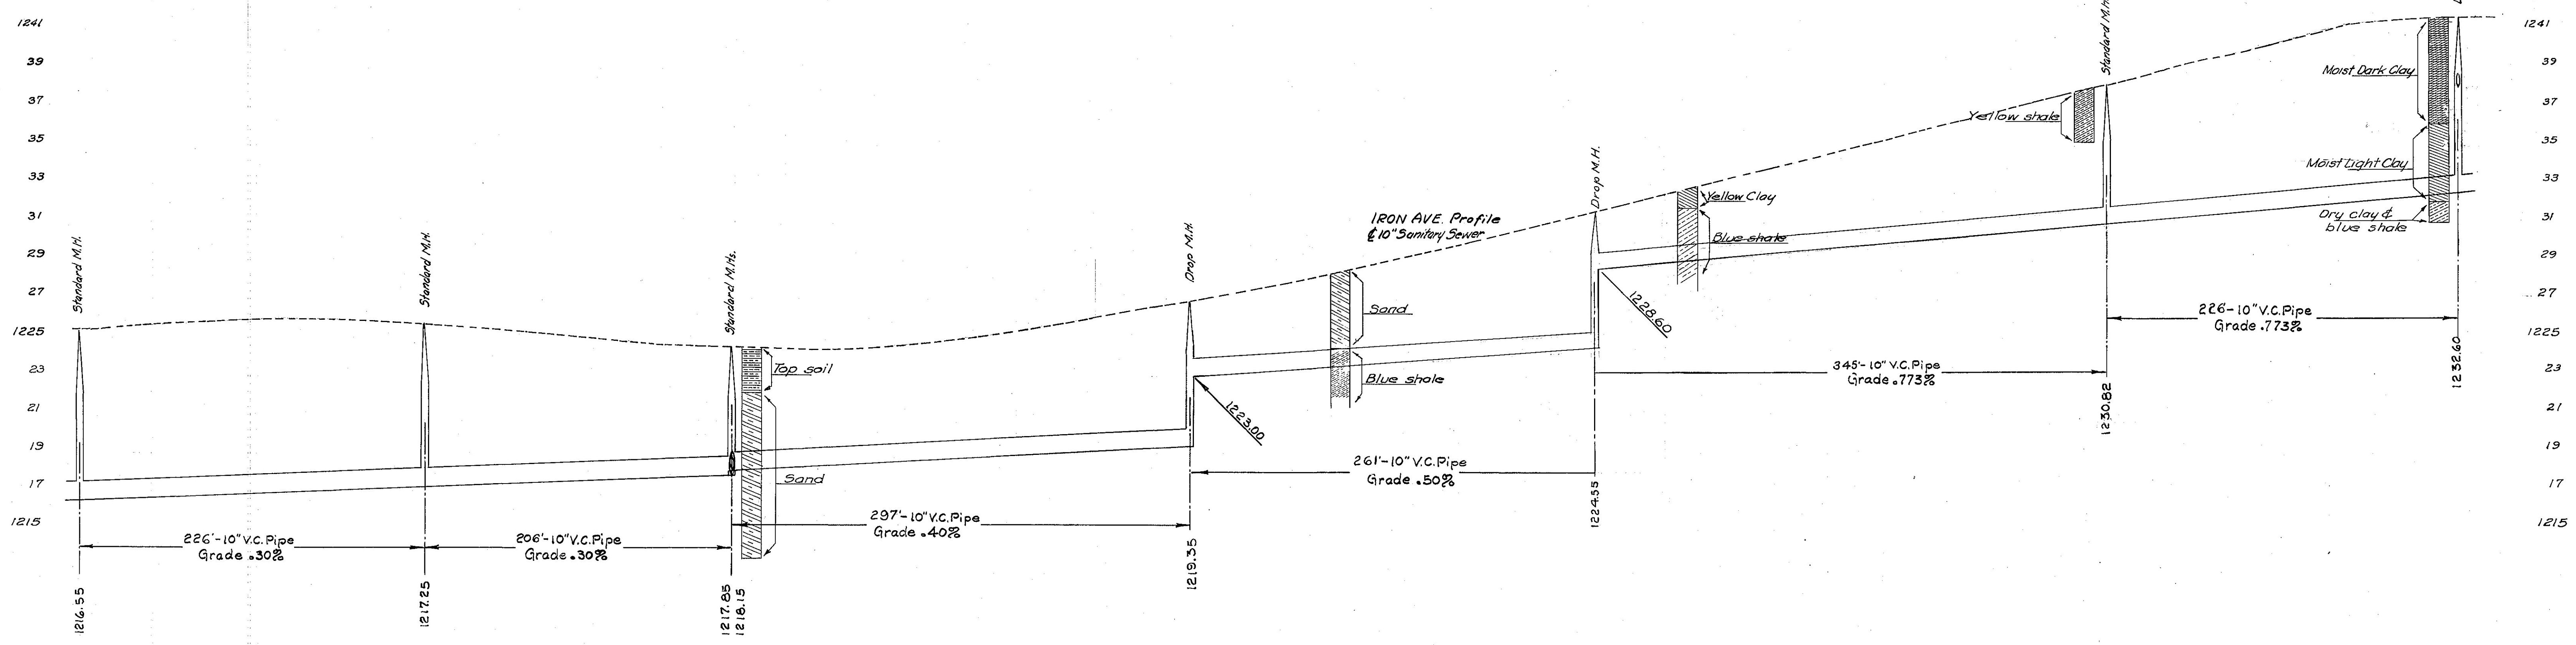 1241
39
37
35
33
31
29
27
1225
23
21
19
17
1215
Standard M.H.
Standard M.H.
Standard M.Hs.
Drop M.H.
Drop M.H.
Standard M.H.
Top soil
Sand
Sand
Blue shale
IRON AVE. Profile
₵ 10" Sanitary Sewer
Yellow Clay
Blue shale
Yellow shale
Moist Dark Clay
Moist Light Clay
Dry clay &
blue shale
1223.00
1228.60
226'-10" V.C. Pipe
Grade .30%
206'-10" V.C. Pipe
Grade .30%
297'-10" V.C. Pipe
Grade .40%
261'-10" V.C. Pipe
Grade .50%
345'-10" V.C. Pipe
Grade .773%
226-10" V.C. Pipe
Grade .773%
1216.55
1217.25
1217.85
1218.15
1219.35
1224.55
1230.82
1232.60
1241
39
37
35
33
31
29
27
1225
23
21
19
17
1215